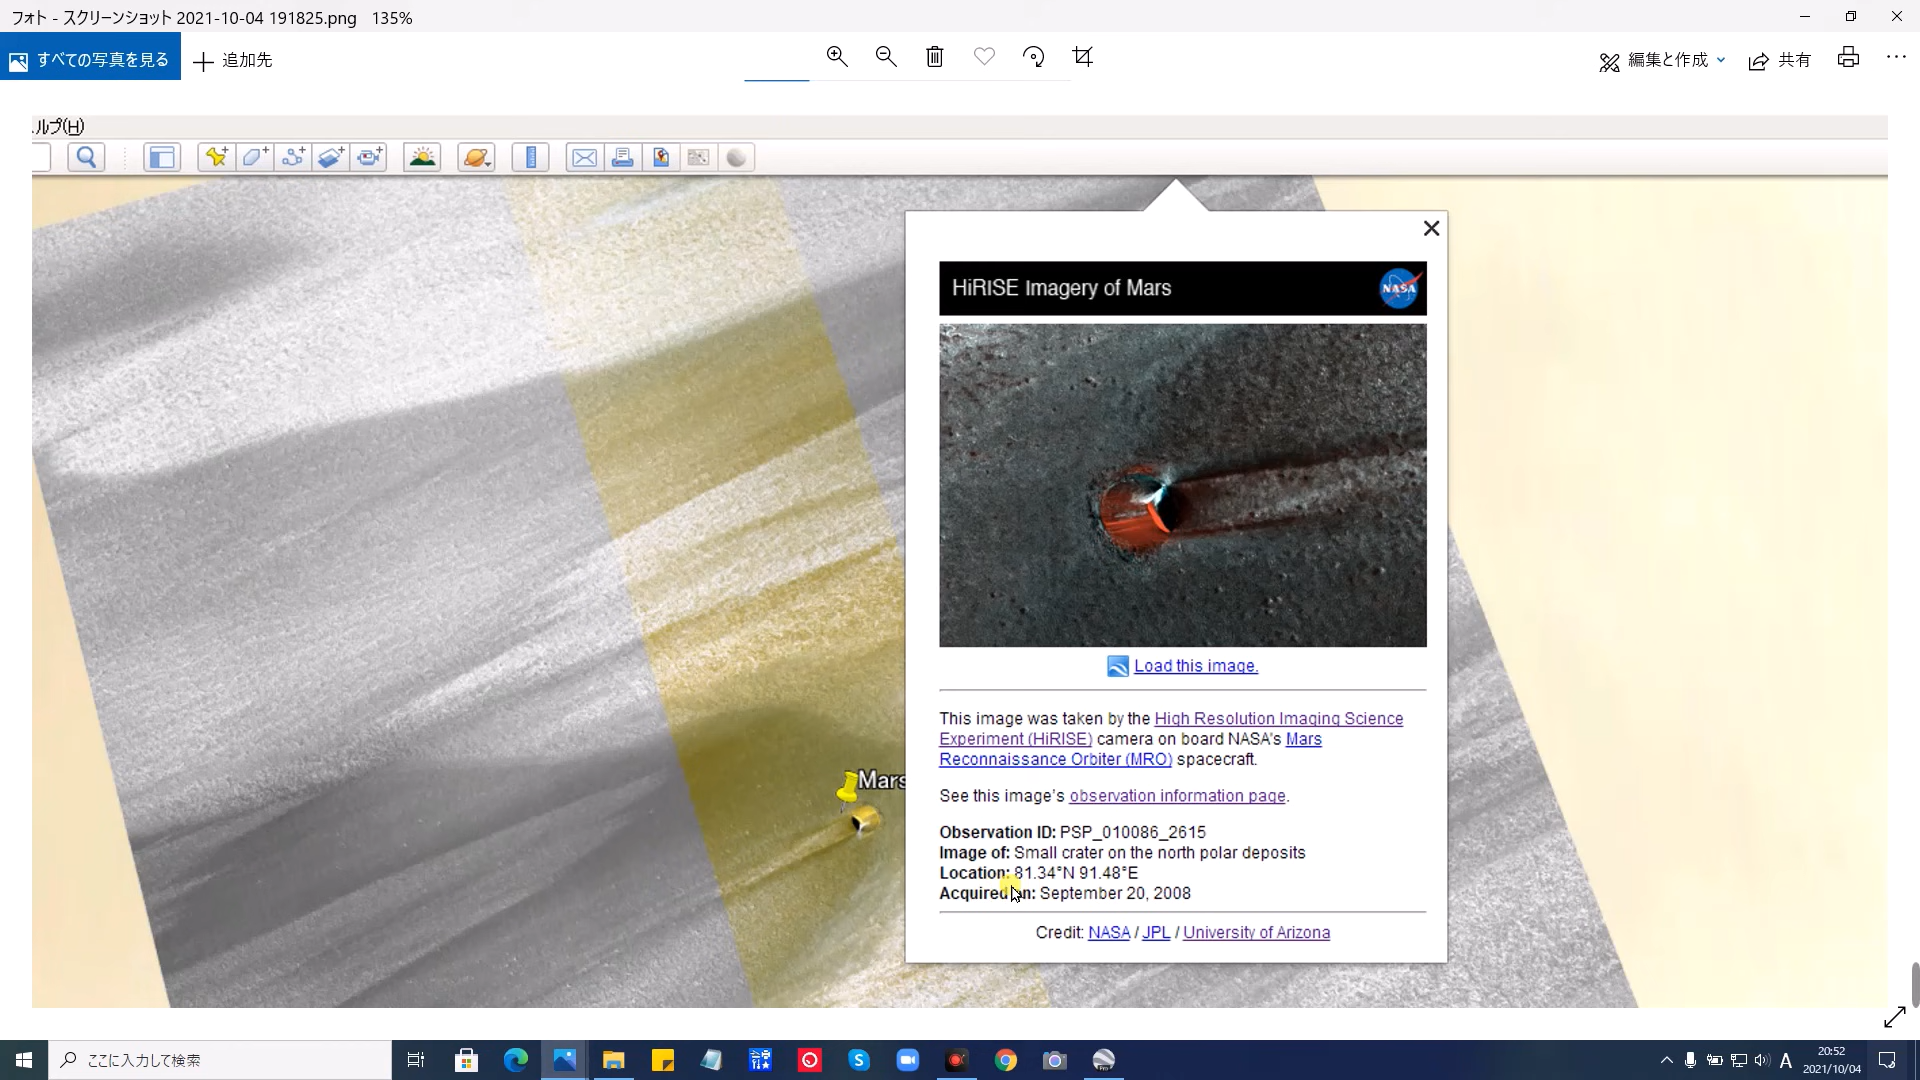 フォト - スクリーンショット 2021-10-04 191825.png 135%
すべての写真を見る
追加先
編集と作成
共有
ルプ(H)
HiRISE Imagery of Mars
NASA
Load this image.
This image was taken by the High Resolution Imaging Science
Experiment (HiRISE) camera on board NASA's Mars
Reconnaissance Orbiter (MRO) spacecraft.
Mars
See this image's observation information page.
Observation ID: PSP_010086_2615
Image of: Small crater on the north polar deposits
Location: 81.34°N 91.48°E
Acquired on: September 20, 2008
Credit: NASA / JPL / University of Arizona
ここに入力して検索
A
20:52
2021/10/04